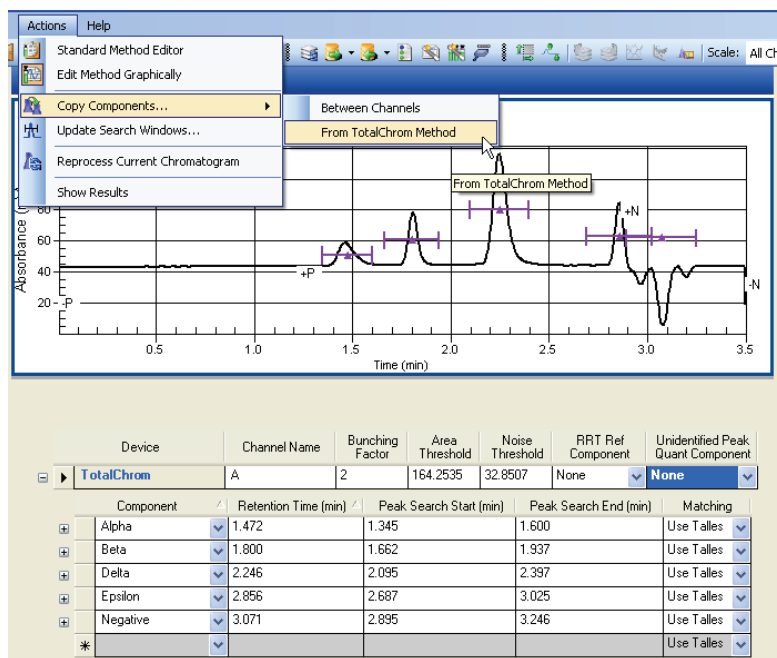 Actions Help
Scale: All Ch
Standard Method Editor
Edit Method Graphically
Copy Components...
Between Channels
From TotalChrom Method
Update Search Windows...
Reprocess Current Chromatogram
From TotalChrom Method
Show Results
80
60
40
20
Absorbance
+P
-P
+N
-N
0.5 1.0 1.5 2.0 2.5 3.0 3.5
Time (min)
Device Channel Name Bunching Factor Area Threshold Noise Threshold RRT Ref Component Unidentified Peak Quant Component
TotalChrom A 2 164.2535 32.8507 None None
Component Retention Time (min) Peak Search Start (min) Peak Search End (min) Matching
Alpha 1.472 1.345 1.600 Use Talles
Beta 1.800 1.662 1.937 Use Talles
Delta 2.246 2.095 2.397 Use Talles
Epsilon 2.856 2.687 3.025 Use Talles
Negative 3.071 2.895 3.246 Use Talles
* Use Talles